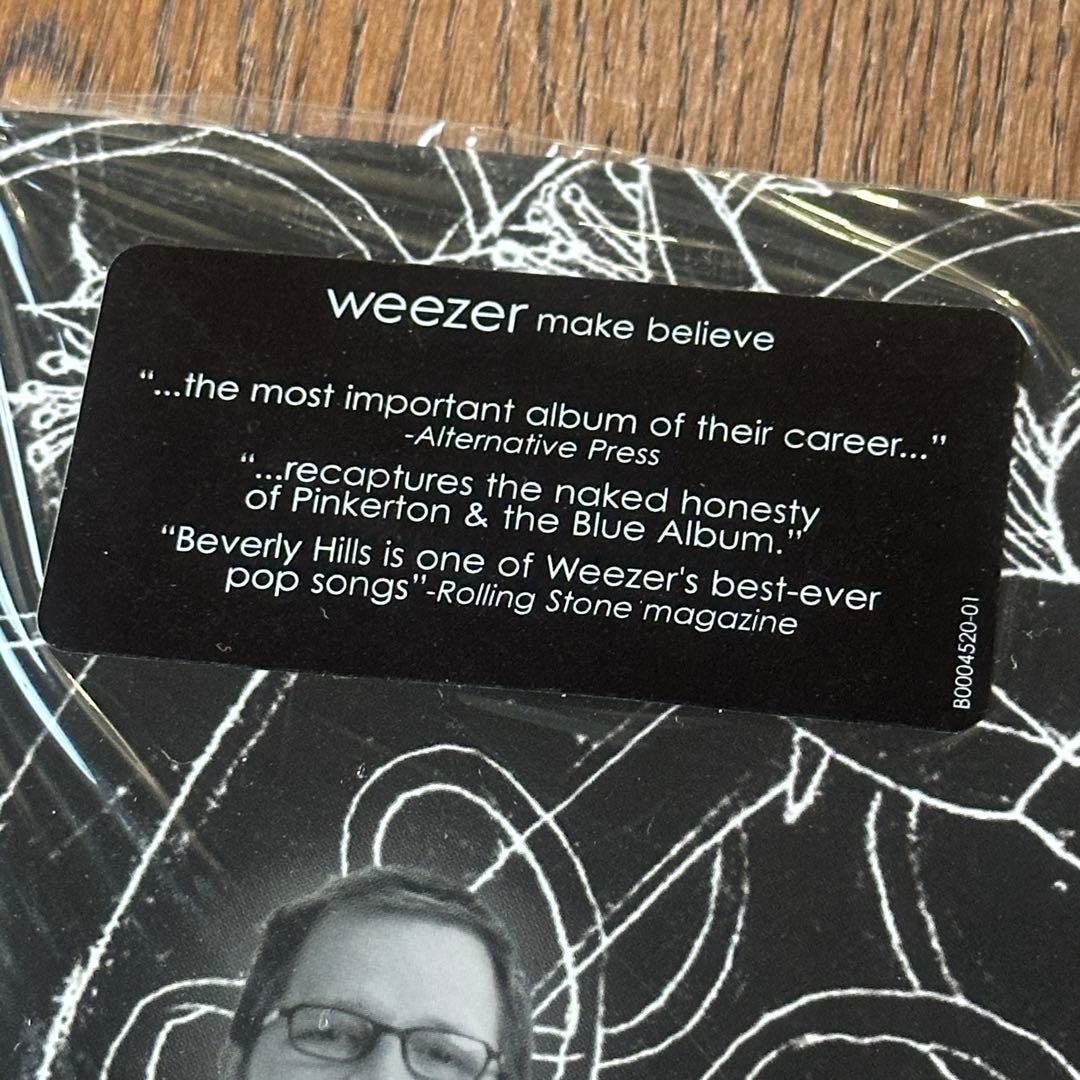 weezer make believe
“...the most important album of their career...”
-Alternative Press
“...recaptures the naked honesty
of Pinkerton & the Blue Album.”
“Beverly Hills is one of Weezer's best-ever
pop songs”-Rolling Stone magazine
B0004520-01